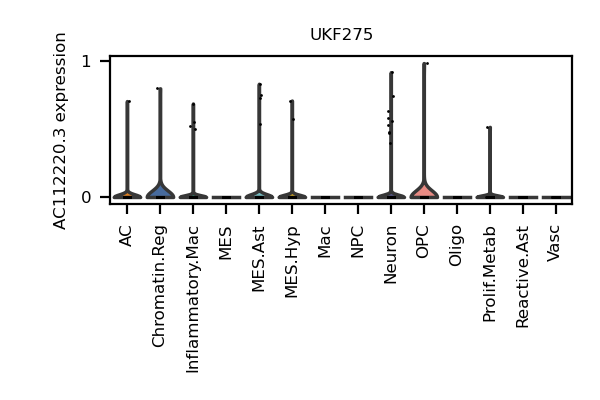 UKF275
AC112220.3 expression
1
0
AC
Chromatin.Reg
Inflammatory.Mac
MES
MES.Ast
MES.Hyp
Mac
NPC
Neuron
OPC
Oligo
Prolif.Metab
Reactive.Ast
Vasc